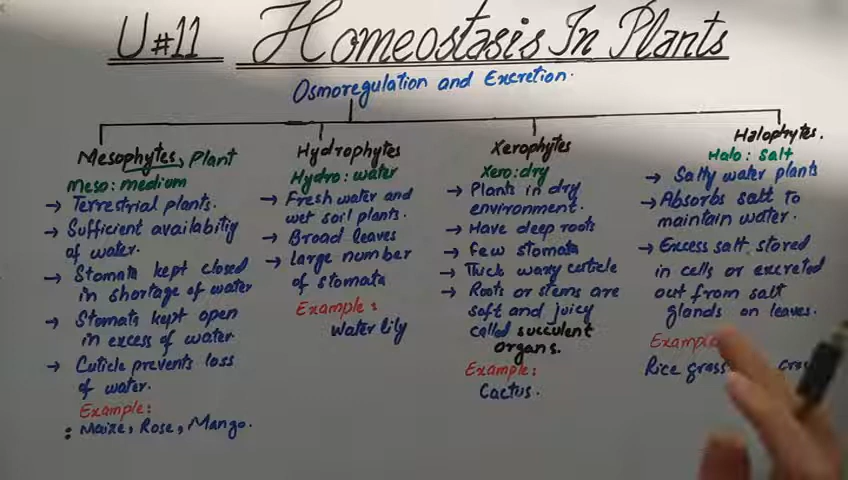 U#11 Homeostasis In Plants
Osmoregulation and Excretion.
Mesophytes, Plant
Meso: medium
→ Terrestrial plants.
→ Sufficient availability
of water.
→ Stomata kept closed
in shortage of water
→ Stomata kept open
in excess of water
→ Cuticle prevents loss
of water.
Example:
: Maize, Rose, Mango.
Hydrophytes
Hydro: water
→ Fresh water and
wet soil plants.
→ Broad leaves
→ large number
of stomata
Example:
Water lily
Xerophytes
Xero: dry
→ Plants in dry
environment.
→ Have deep roots
→ few stomata
→ Thick waxy cuticle
→ Roots or stems are
soft and juicy
called succulent
organs.
Example:
Cactus.
Halophytes.
Halo: salt
→ Salty water plants
→ Absorbs salt to
maintain water.
→ Excess salt stored
in cells or excreted
out from salt
glands on leaves.
Example
Rice grass